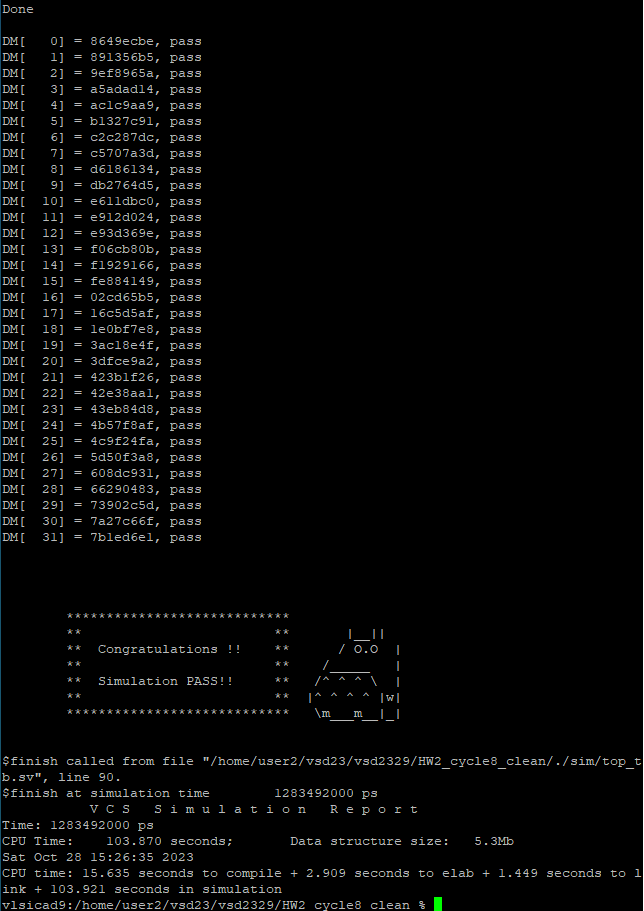 Done
DM[   0] = 8649ecbe, pass
DM[   1] = 891356b5, pass
DM[   2] = 9ef8965a, pass
DM[   3] = a5adad14, pass
DM[   4] = ac1c9aa9, pass
DM[   5] = b1327c91, pass
DM[   6] = c2c287dc, pass
DM[   7] = c5707a3d, pass
DM[   8] = d6186134, pass
DM[   9] = db2764d5, pass
DM[  10] = e611dbc0, pass
DM[  11] = e912d024, pass
DM[  12] = e93d369e, pass
DM[  13] = f06cb80b, pass
DM[  14] = f1929166, pass
DM[  15] = fe884149, pass
DM[  16] = 02cd65b5, pass
DM[  17] = 16c5d5af, pass
DM[  18] = 1e0bf7e8, pass
DM[  19] = 3ac18e4f, pass
DM[  20] = 3dfce9a2, pass
DM[  21] = 423b1f26, pass
DM[  22] = 42e38aa1, pass
DM[  23] = 43eb84d8, pass
DM[  24] = 4b57f8af, pass
DM[  25] = 4c9f24fa, pass
DM[  26] = 5d50f3a8, pass
DM[  27] = 608dc931, pass
DM[  28] = 66290483, pass
DM[  29] = 73902c5d, pass
DM[  30] = 7a27c66f, pass
DM[  31] = 7b1ed6e1, pass
        ****************************
        **                        **       |__||
        **  Congratulations !!    **      / O.O  |
        **                        **    /_____   |
        **  Simulation PASS!!     **   /^ ^ ^ \  |
        **                        **  |^ ^ ^ ^ |w|
        ****************************   \m___m__|_|
$finish called from file "/home/user2/vsd23/vsd2329/HW2_cycle8_clean/./sim/top_t
b.sv", line 90.
$finish at simulation time        1283492000 ps
           V C S   S i m u l a t i o n   R e p o r t
Time: 1283492000 ps
CPU Time:    103.870 seconds;       Data structure size:   5.3Mb
Sat Oct 28 15:26:35 2023
CPU time: 15.635 seconds to compile + 2.909 seconds to elab + 1.449 seconds to l
ink + 103.921 seconds in simulation
vlsicad9:/home/user2/vsd23/vsd2329/HW2_cycle8_clean %